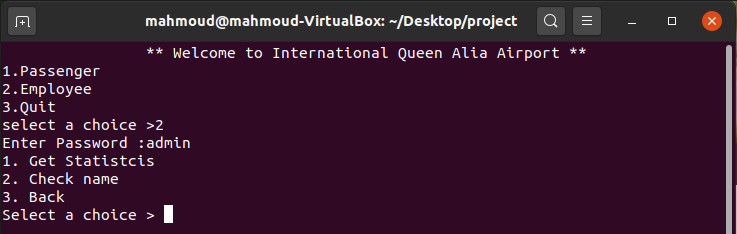 mahmoud@mahmoud-VirtualBox: ~/Desktop/project
** Welcome to International Queen Alia Airport **
1.Passenger
2.Employee
3.Quit
select a choice >2
Enter Password :admin
1. Get Statistcis
2. Check name
3. Back
Select a choice >